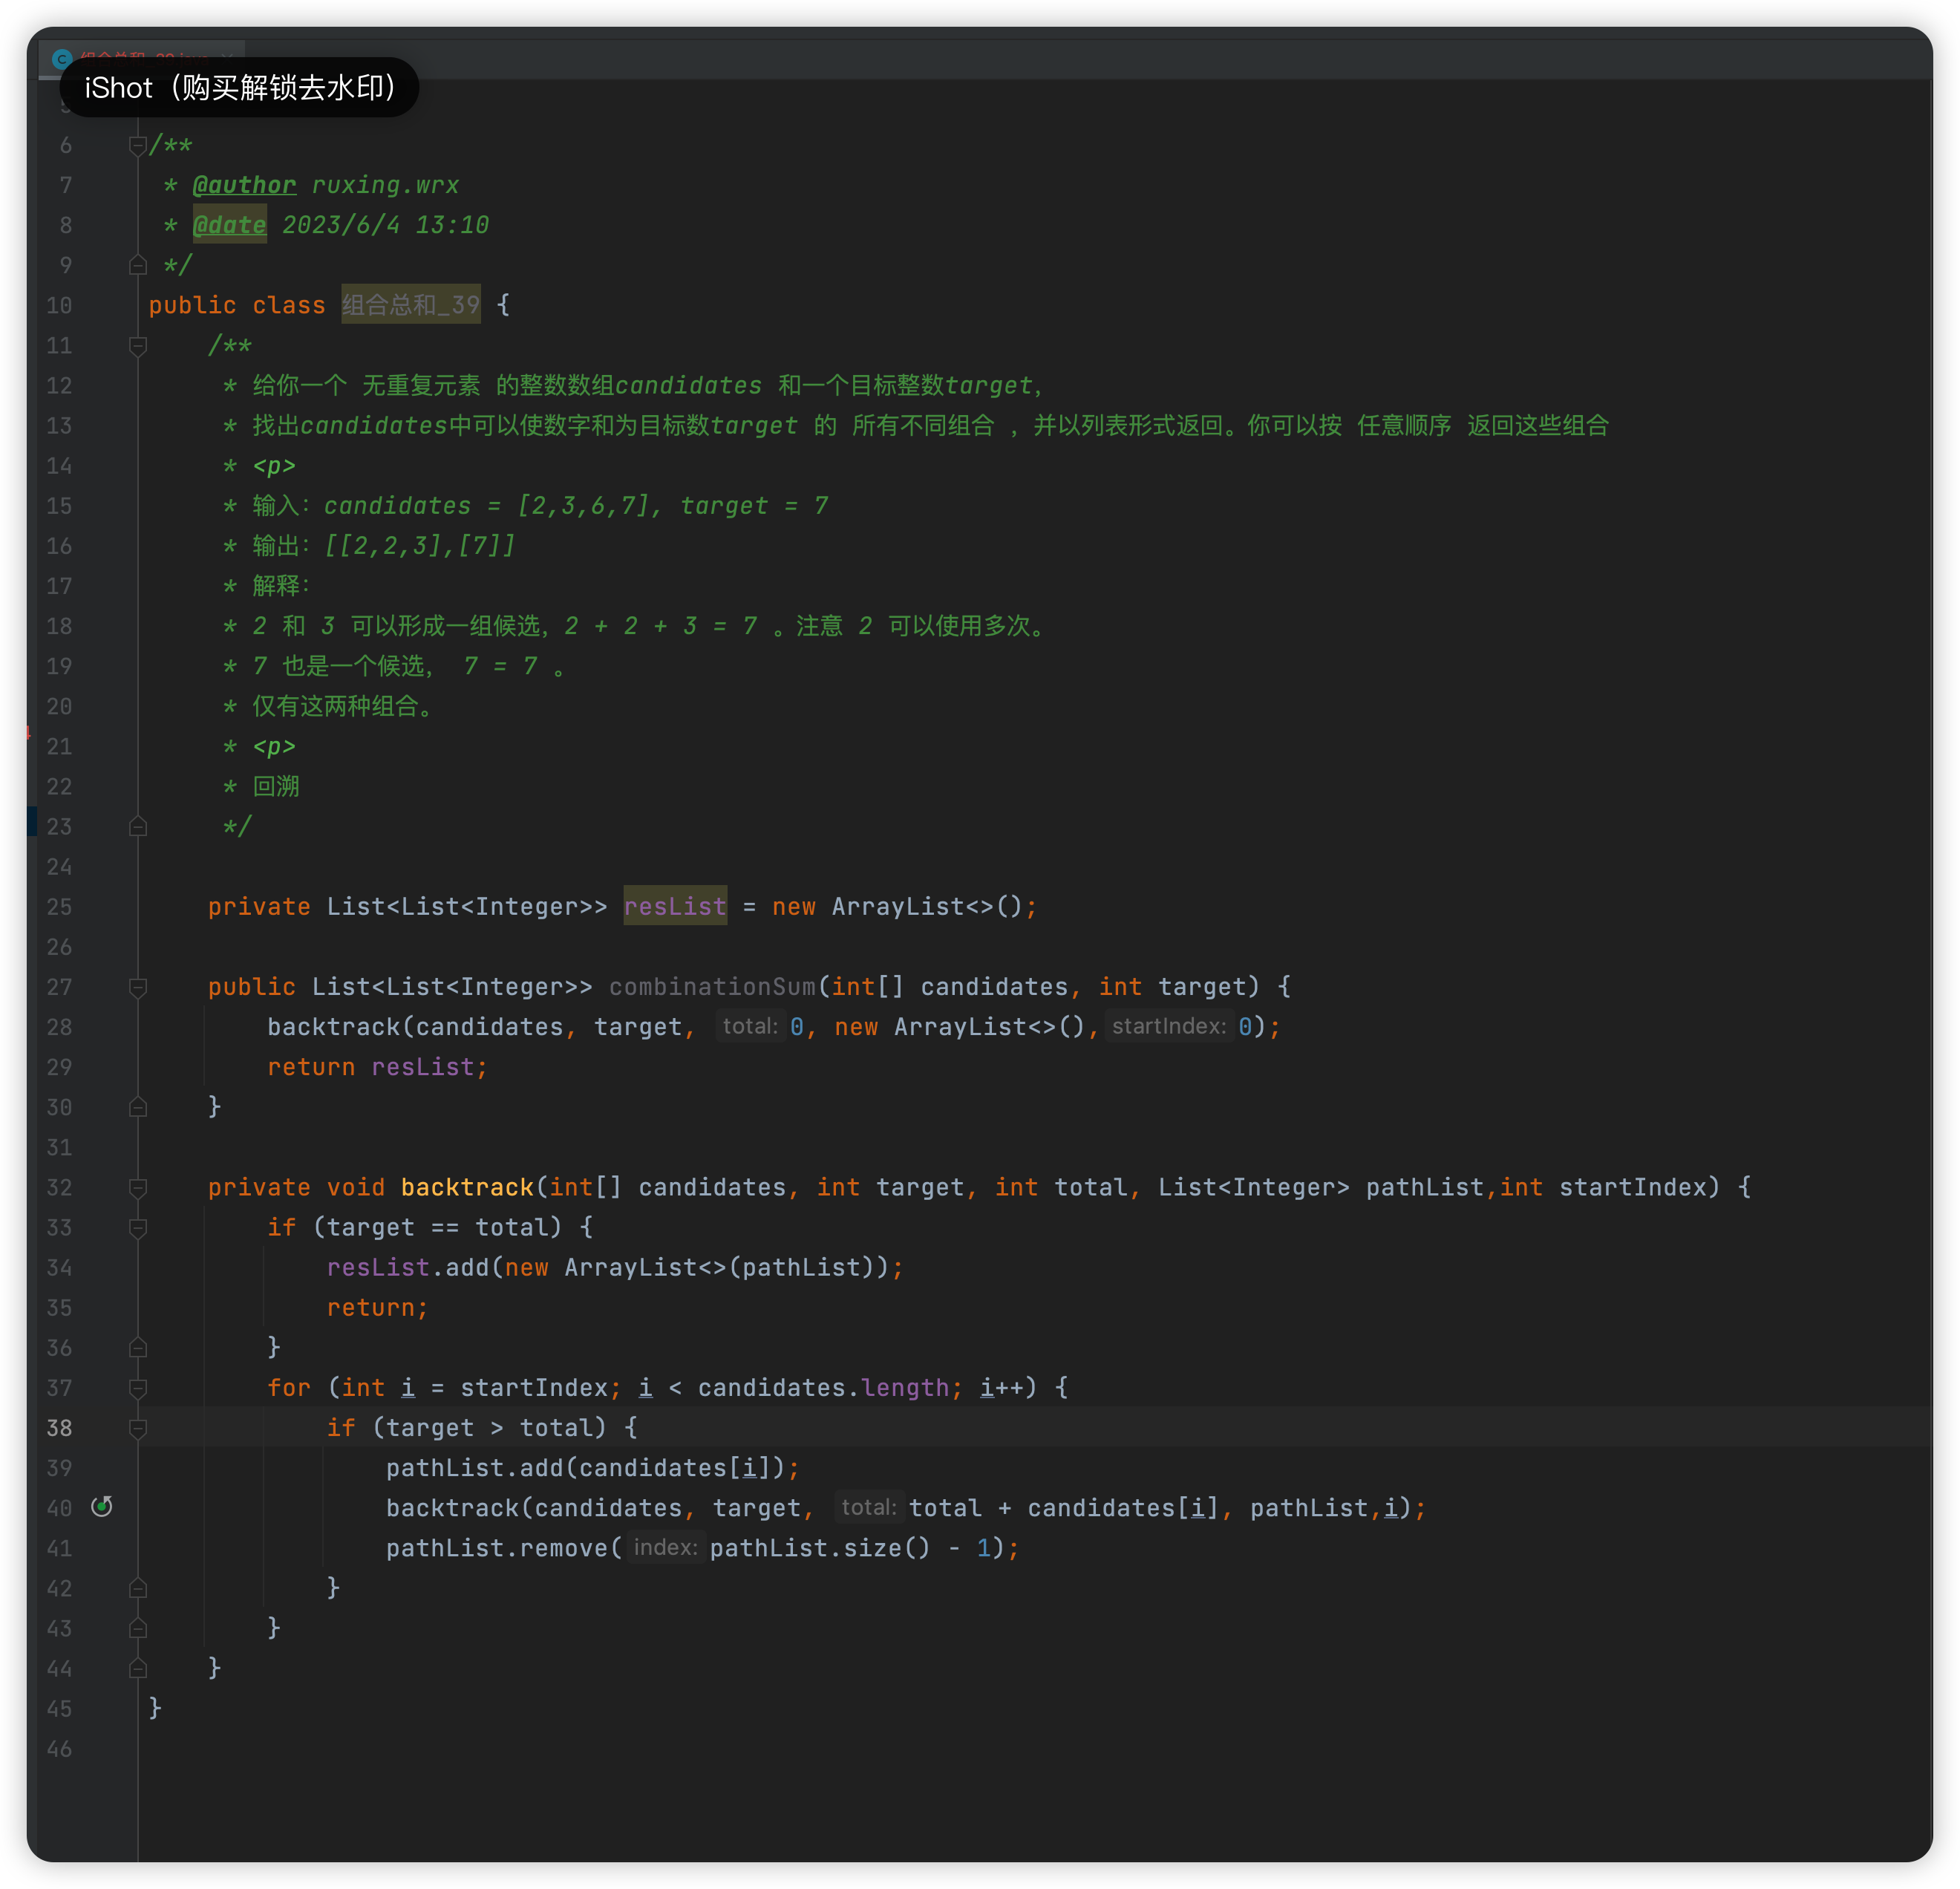 iShot（购买解锁去水印）
6 /**
7 * @author ruxing.wrx
8 * @date 2023/6/4 13:10
9 */
10 public class 组合总和_39 {
11 /**
12 * 给你一个 无重复元素 的整数数组candidates 和一个目标整数target，
13 * 找出candidates中可以使数字和为目标数target 的 所有不同组合 ，并以列表形式返回。你可以按 任意顺序 返回这些组合
14 * <p>
15 * 输入：candidates = [2,3,6,7], target = 7
16 * 输出：[[2,2,3],[7]]
17 * 解释：
18 * 2 和 3 可以形成一组候选，2 + 2 + 3 = 7 。注意 2 可以使用多次。
19 * 7 也是一个候选， 7 = 7 。
20 * 仅有这两种组合。
21 * <p>
22 * 回溯
23 */
24
25 private List<List<Integer>> resList = new ArrayList<>();
26
27 public List<List<Integer>> combinationSum(int[] candidates, int target) {
28 backtrack(candidates, target, total: 0, new ArrayList<>(), startIndex: 0);
29 return resList;
30 }
31
32 private void backtrack(int[] candidates, int target, int total, List<Integer> pathList,int startIndex) {
33 if (target == total) {
34 resList.add(new ArrayList<>(pathList));
35 return;
36 }
37 for (int i = startIndex; i < candidates.length; i++) {
38 if (target > total) {
39 pathList.add(candidates[i]);
40 backtrack(candidates, target, total: total + candidates[i], pathList,i);
41 pathList.remove( index: pathList.size() - 1);
42 }
43 }
44 }
45 }
46